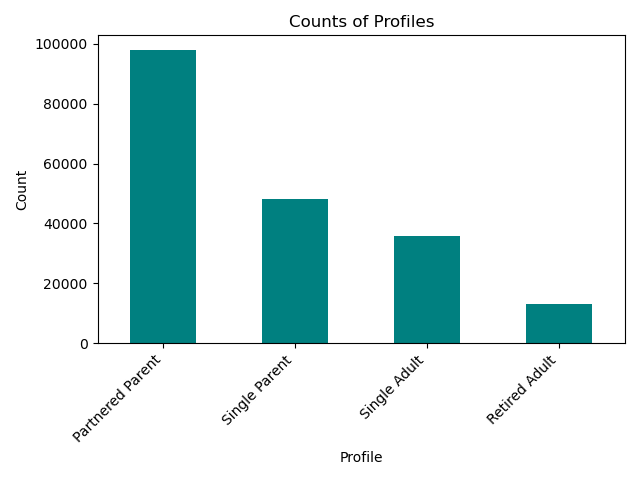 Counts of Profiles
100000
80000
60000
40000
20000
0
Count
Partnered Parent
Single Parent
Single Adult
Retired Adult
Profile